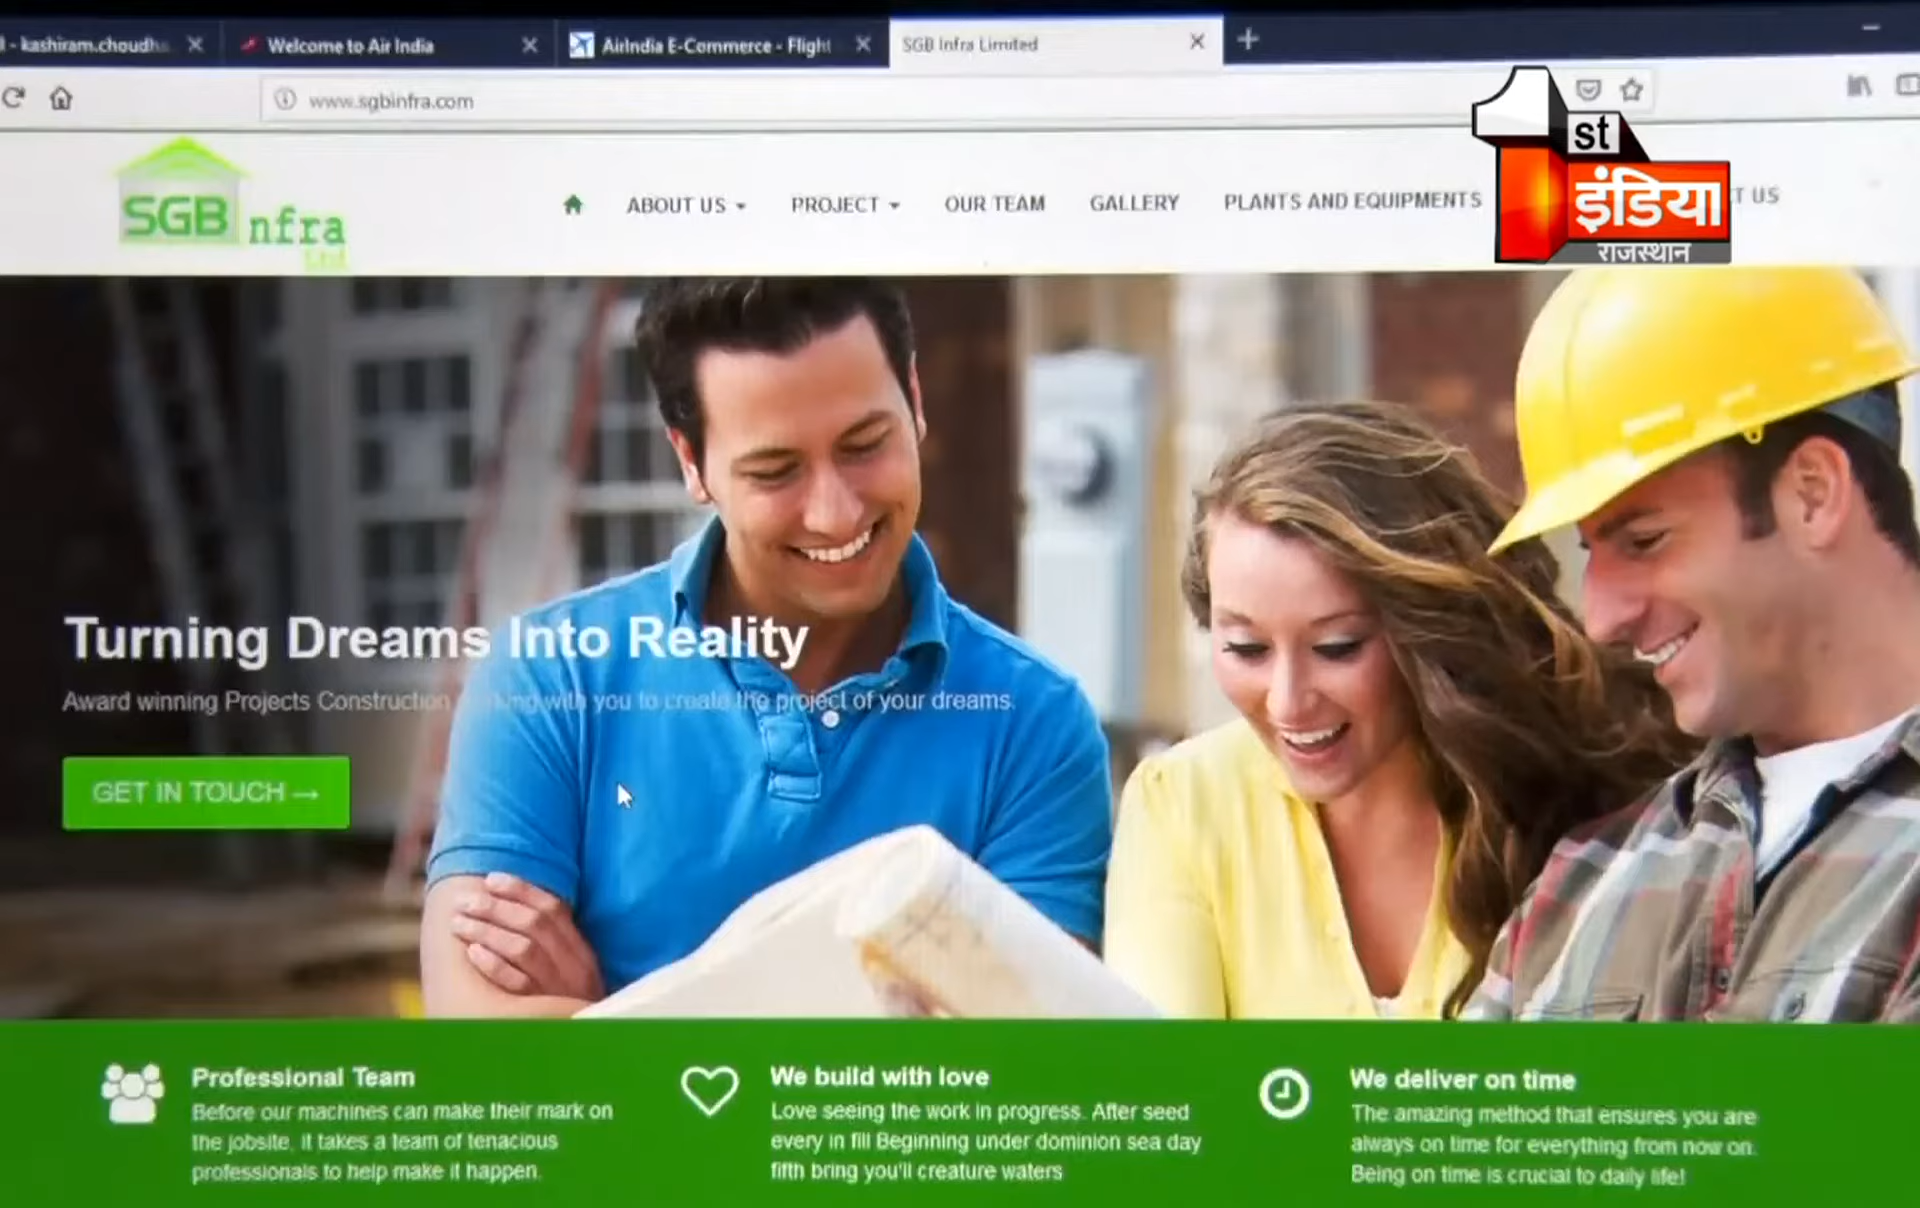 - kashiram.choudh
Welcome to Air India
AirIndia E-Commerce - Flight
SGB Infra Limited
www.sgbinfra.com
SGB nfra
Ltd
ABOUT US
PROJECT
OUR TEAM
GALLERY
PLANTS AND EQUIPMENTS
T US
1st
इंडिया
राजस्थान
Turning Dreams Into Reality
Award winning Projects Construction with you to create the project of your dreams.
GET IN TOUCH →
Professional Team
Before our machines can make their mark on
the jobsite, it takes a team of tenacious
professionals to help make it happen.
We build with love
Love seeing the work in progress. After seed
every in fill Beginning under dominion sea day
fifth bring you'll creature waters
We deliver on time
The amazing method that ensures you are
always on time for everything from now on.
Being on time is crucial to daily life!